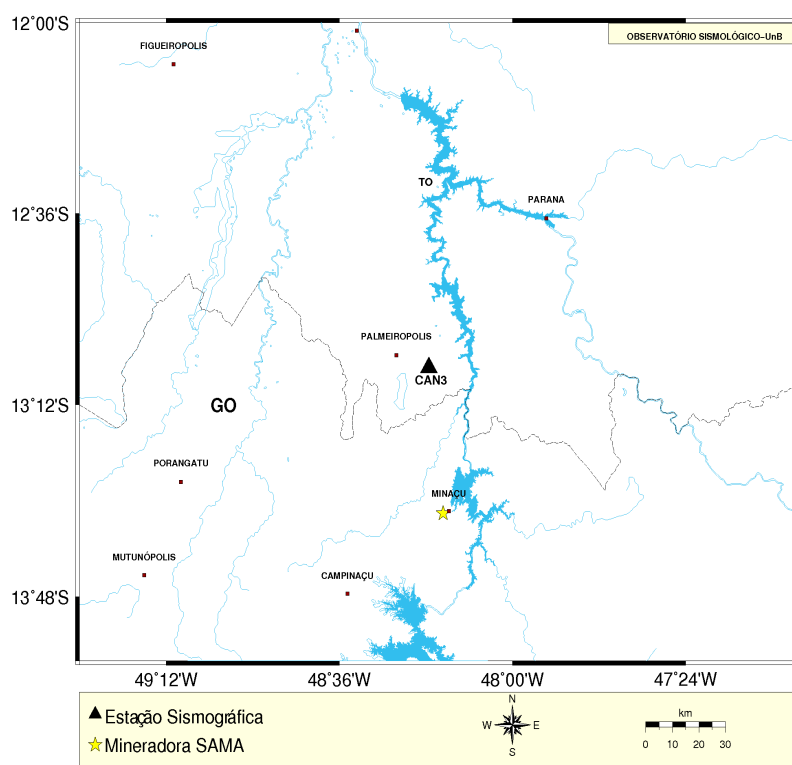 12°00'S
OBSERVATÓRIO SISMOLÓGICO-UnB
FIGUEIROPOLIS
TO
PARANA
12°36'S
PALMEIROPOLIS
CAN3
13°12'S
GO
PORANGATU
MINAÇU
MUTUNÓPOLIS
CAMPINAÇU
13°48'S
49°12'W 48°36'W 48°00'W 47°24'W
Estação Sismográfica
Mineradora SAMA
N
W E
S
km
0 10 20 30